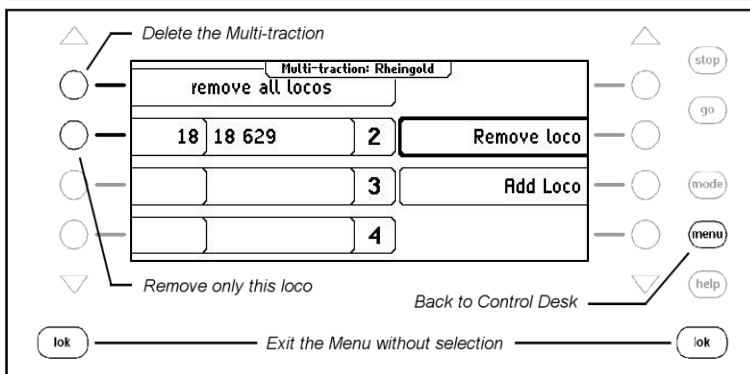 Delete the Multi-traction
Multi-traction: Rheingold
stop
remove all locos
go
18 18 629 2 Remove loco
3 Add Loco
mode
4
menu
Remove only this loco
help
Back to Control Desk
lok Exit the Menu without selection lok